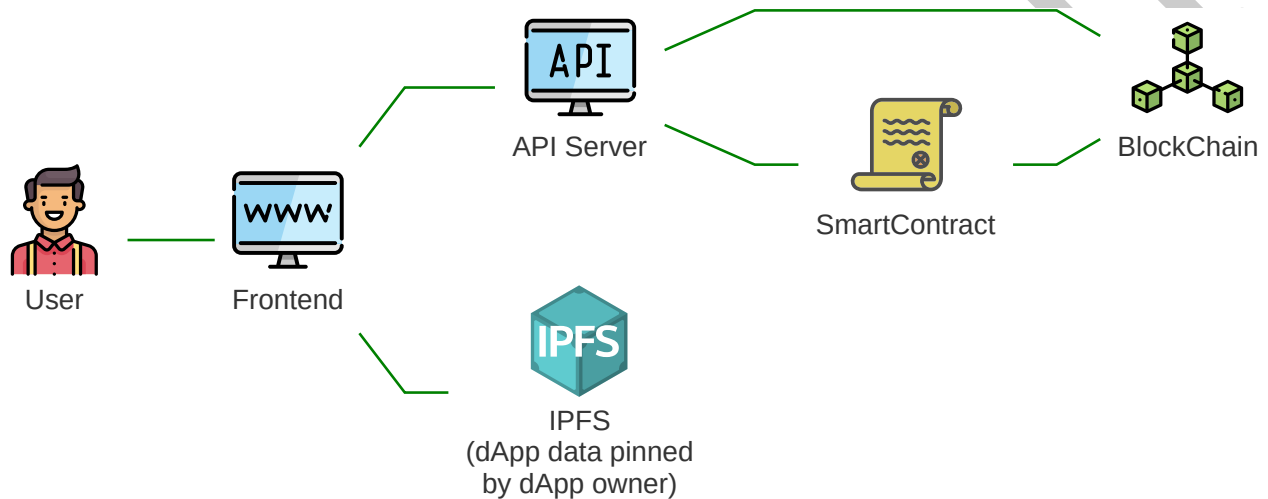 API
API Server
BlockChain
SmartContract
www
User
Frontend
IPFS
IPFS
(dApp data pinned
by dApp owner)